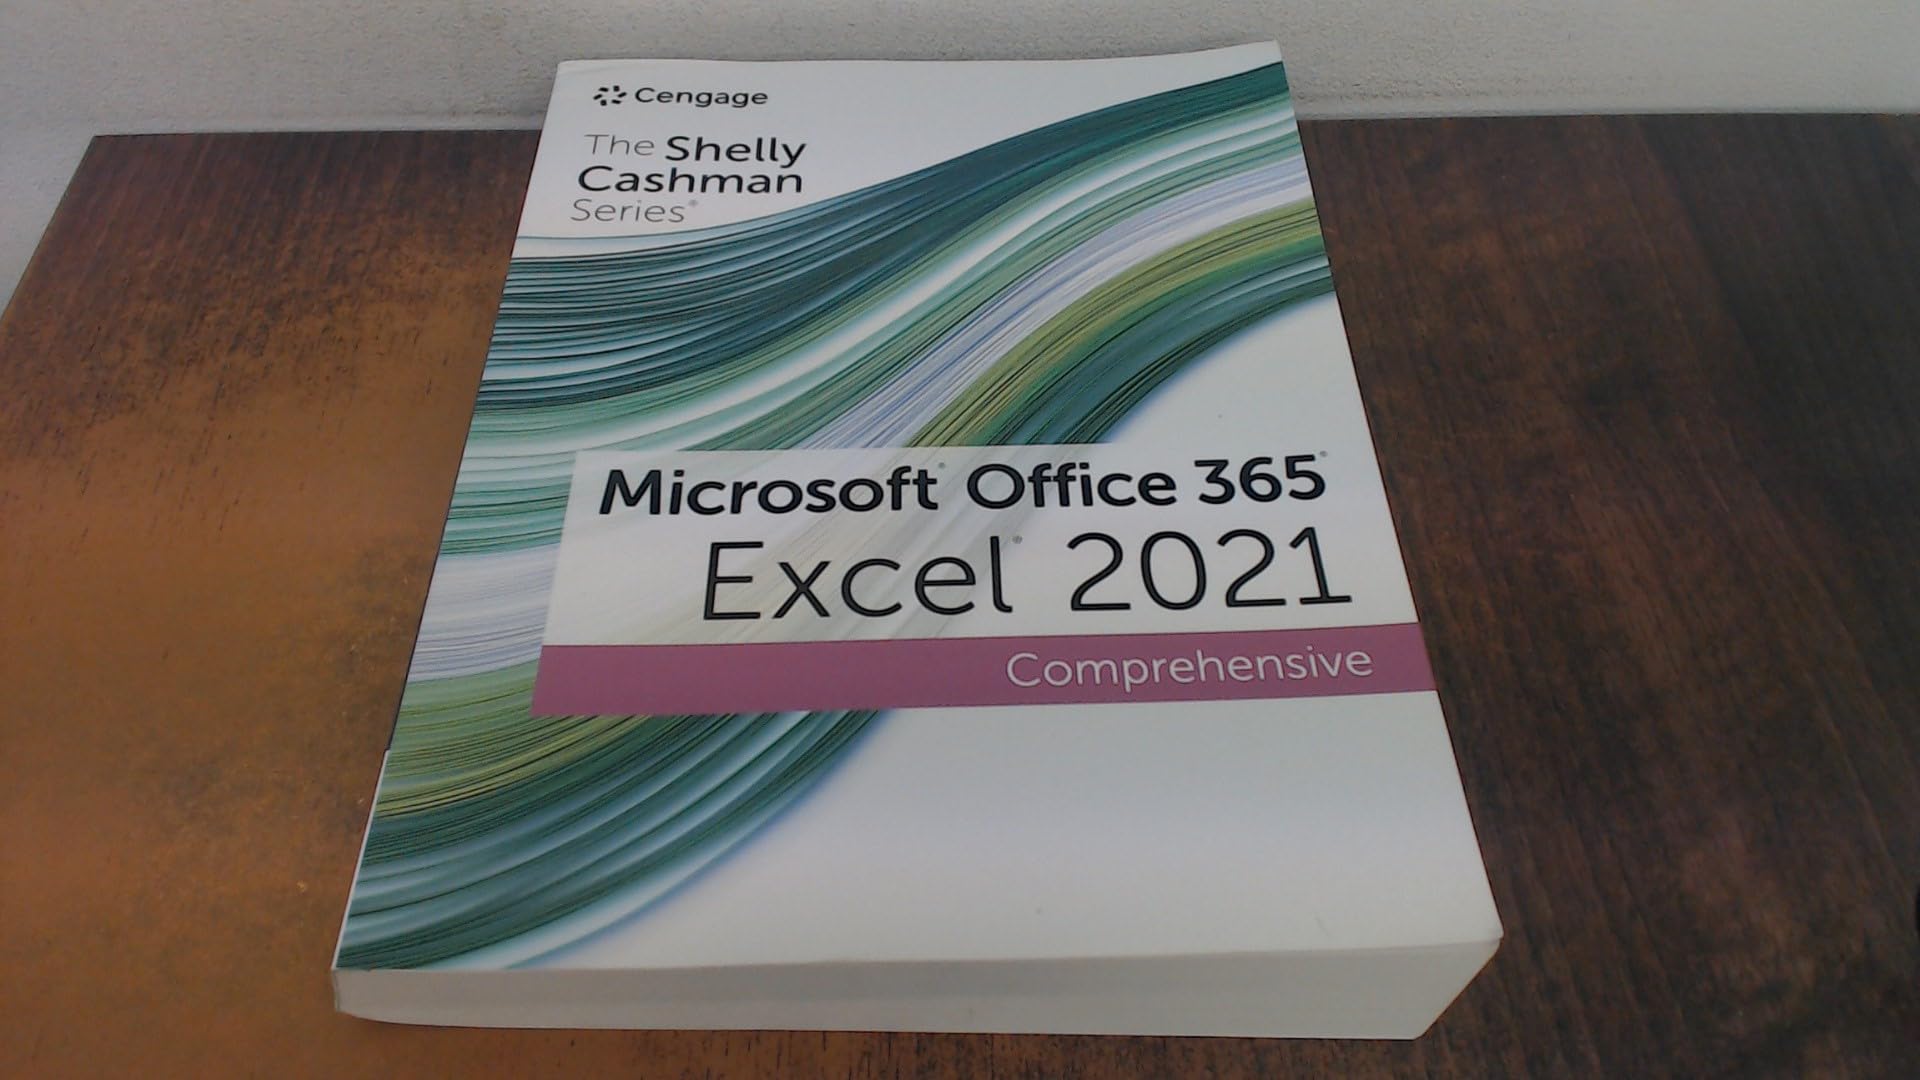 Cengage
The Shelly
Cashman
Series®
Microsoft® Office 365®
Excel® 2021
Comprehensive